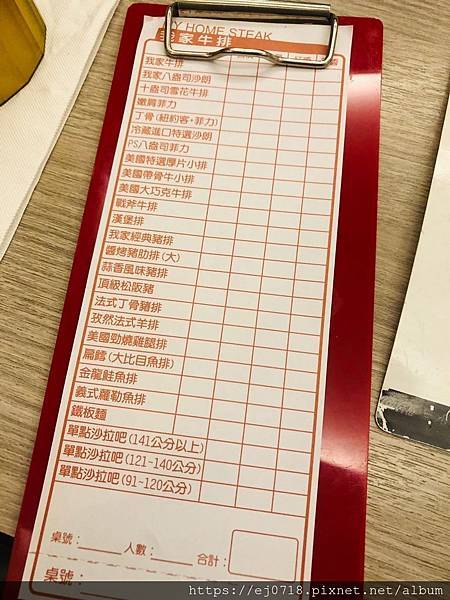 MY HOME STEAK
我家牛排
我家牛排
我家八盎司沙朗
十盎司雪花牛排
嫩肩菲力
丁骨(紐約客+菲力)
冷藏進口特選沙朗
PS八盎司菲力
美國特選厚片小排
美國帶骨牛小排
美國大巧克牛排
戰斧牛排
漢堡排
我家經典豬排
醬烤豬肋排(大)
蒜香風味豬排
頂級松阪豬
法式丁骨豬排
孜然法式羊排
美國勁燒雞腿排
扁鱈(大比目魚排)
金龍鮭魚排
義式蘿勒魚排
鐵板麵
單點沙拉吧(141公分以上)
單點沙拉吧(121~140公分)
單點沙拉吧(91~120公分)
桌號: 人數: 合計:
桌號:
https://ej0718.pixnet.net/album